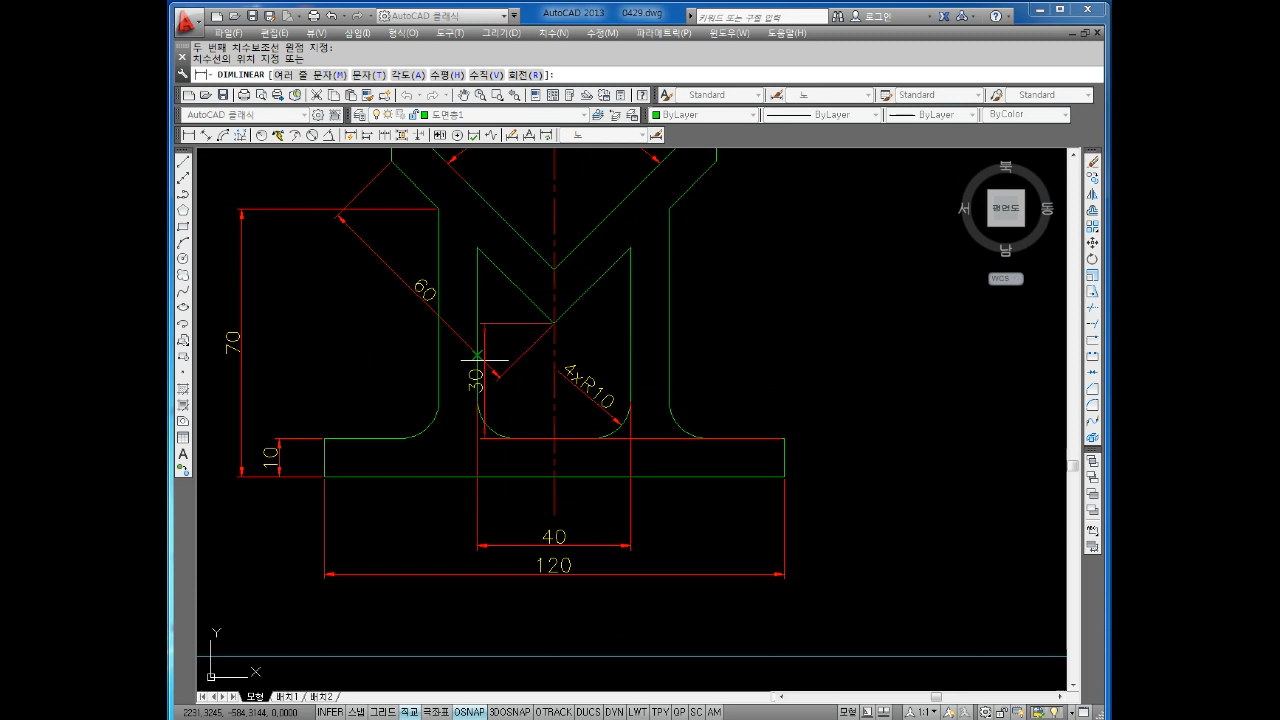 AutoCAD 클래식
AutoCAD 2013 0429.dwg
키워드 또는 구절 입력
로그인
파일(F) 편집(E) 뷰(V) 삽입(I) 형식(O) 도구(T) 그리기(D) 치수(N) 수정(M) 파라메트릭(P) 윈도우(W) 도움말(H)
두 번째 치수보조선 원점 지정:
치수선의 위치 지정 또는
DIMLINEAR [여러 줄 문자(M) 문자(T) 각도(A) 수평(H) 수직(V) 회전(R)]:
Standard 노 Standard Standard
AutoCAD 클래식 도면층1 ByLayer ByLayer ByLayer ByColor
노
북
서 평면도 동
남
WCS
60
70
30
4xR10
10
40
120
Y
X
모형 배치1 배치2
2231,3245, -584,3144, 0,0000 INFER 스냅 그리드 직교 극좌표 OSNAP 3DOSNAP OTRACK DUCS DYN LWT TPY QP SC AM 모형 1:1